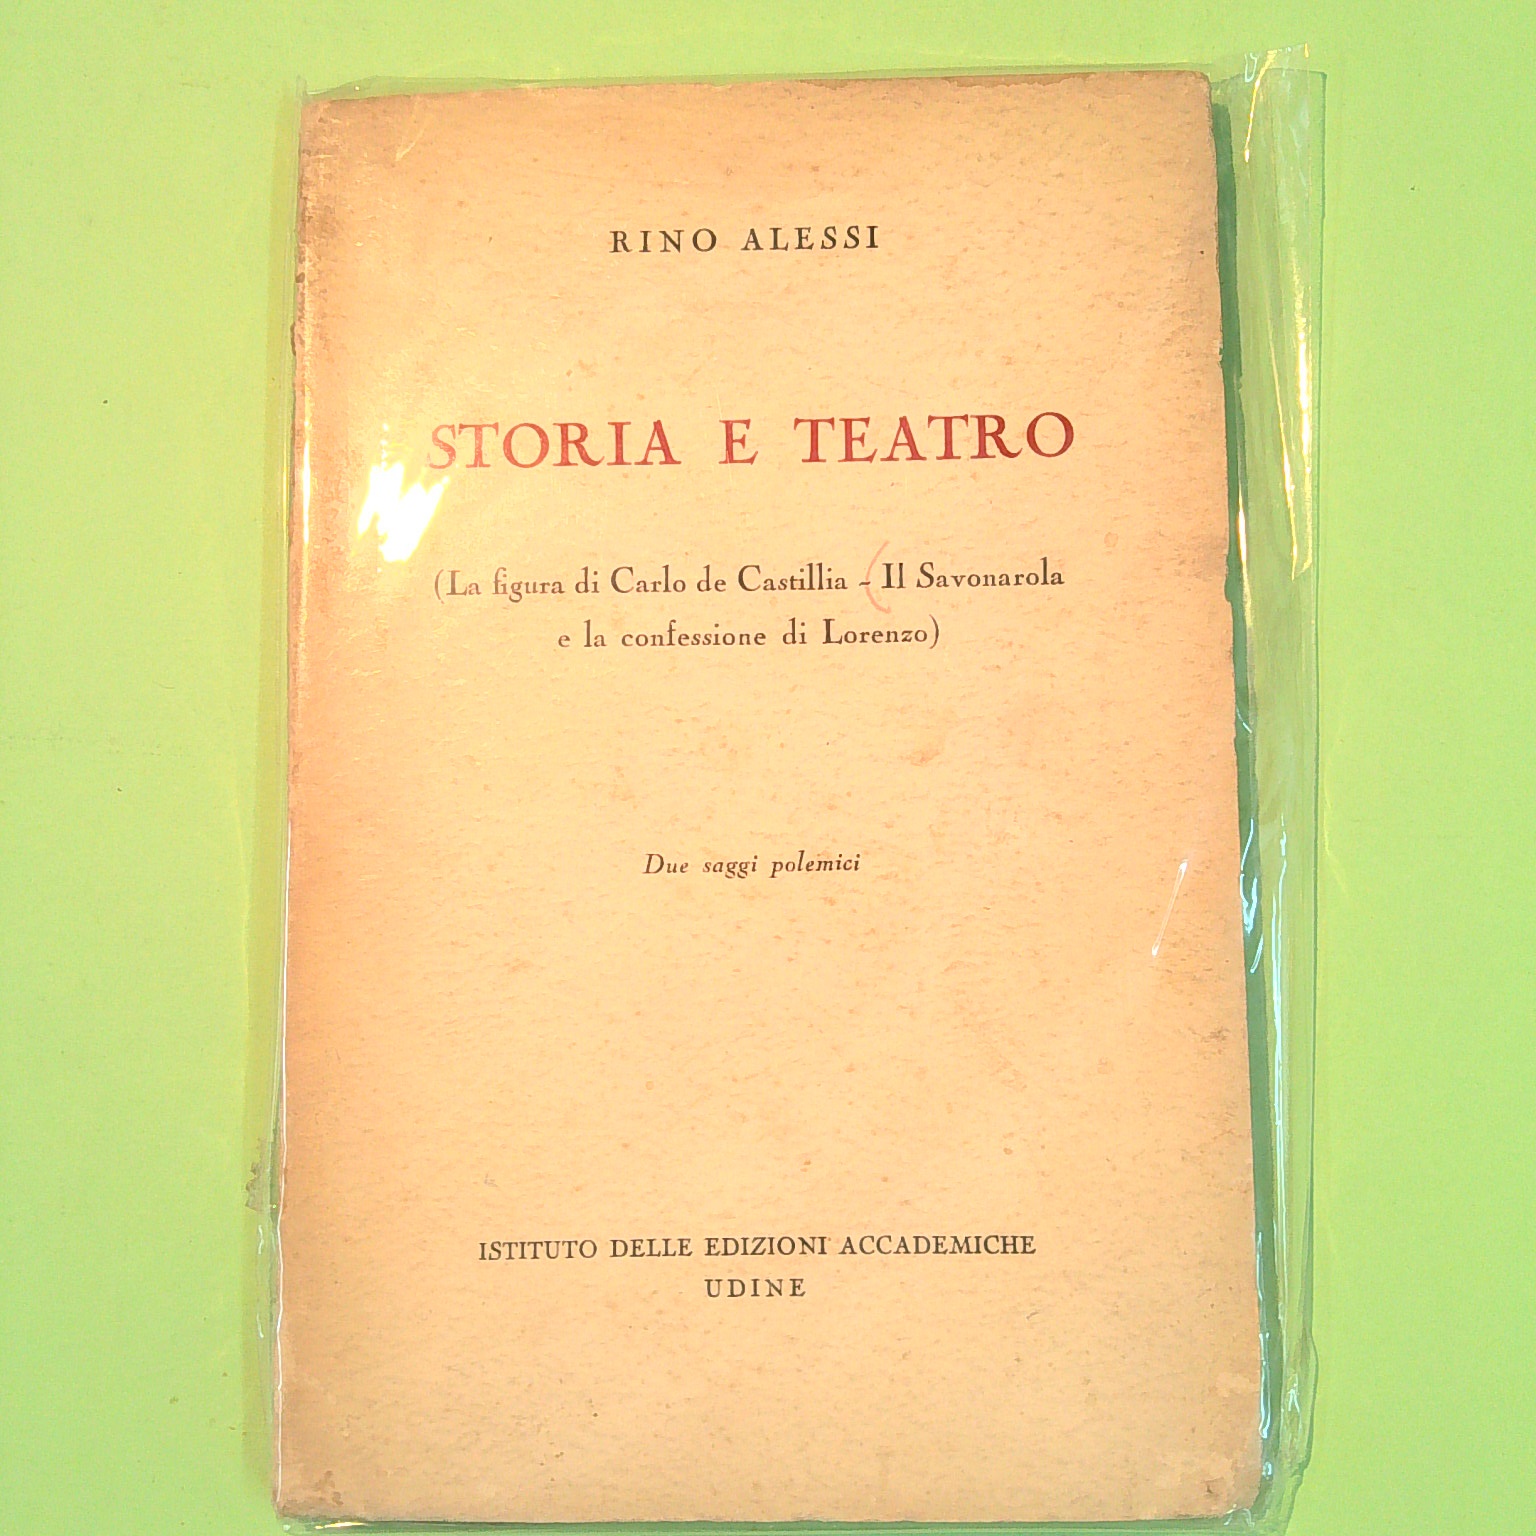 RINO ALESSI
STORIA E TEATRO
(La figura di Carlo de Castillia - Il Savonarola
e la confessione di Lorenzo)
Due saggi polemici
ISTITUTO DELLE EDIZIONI ACCADEMICHE
UDINE